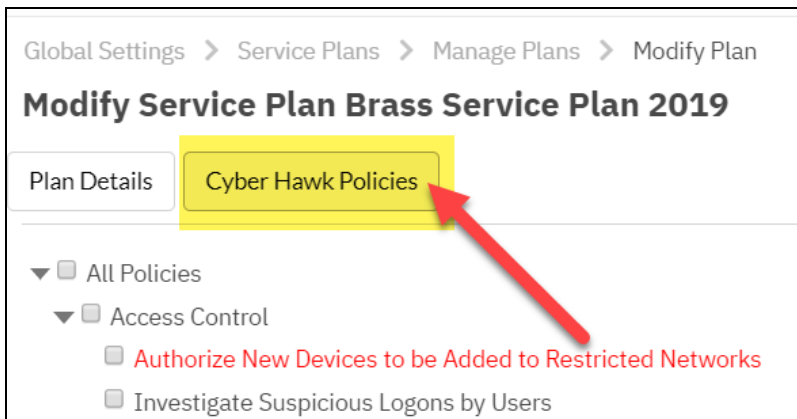 Global Settings > Service Plans > Manage Plans > Modify Plan
Modify Service Plan Brass Service Plan 2019
Plan Details Cyber Hawk Policies
All Policies
Access Control
Authorize New Devices to be Added to Restricted Networks
Investigate Suspicious Logons by Users